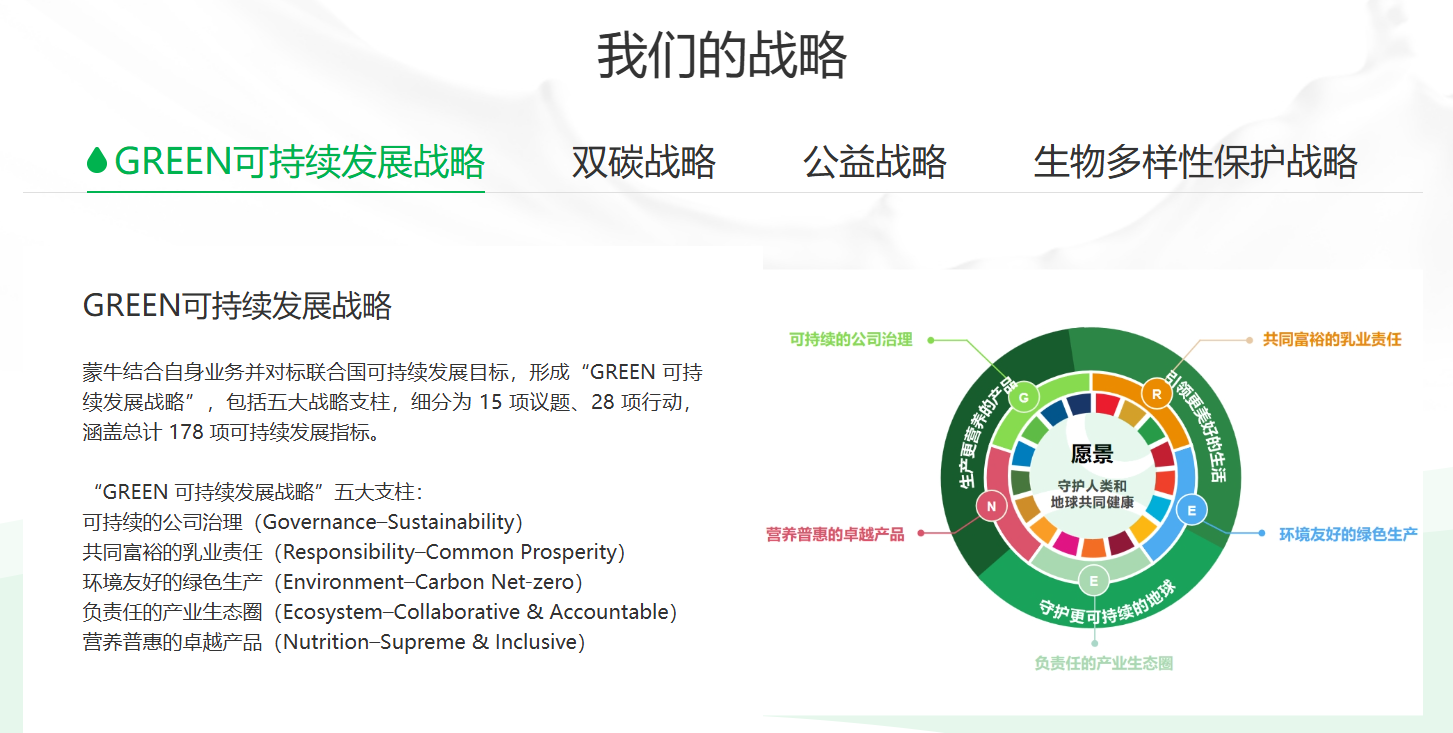 我们的战略
GREEN可持续发展战略
双碳战略
公益战略
生物多样性保护战略
GREEN可持续发展战略
蒙牛结合自身业务并对标联合国可持续发展目标，形成“GREEN 可持
续发展战略”，包括五大战略支柱，细分为 15 项议题、28 项行动，
涵盖总计 178 项可持续发展指标。
“GREEN 可持续发展战略”五大支柱：
可持续的公司治理（Governance–Sustainability）
共同富裕的乳业责任（Responsibility–Common Prosperity）
环境友好的绿色生产（Environment–Carbon Net-zero）
负责任的产业生态圈（Ecosystem–Collaborative & Accountable）
营养普惠的卓越产品（Nutrition–Supreme & Inclusive）
可持续的公司治理
共同富裕的乳业责任
生产更营养的产品
引领更美好的生活
G
R
愿景
守护人类和
地球共同健康
N
E
营养普惠的卓越产品
环境友好的绿色生产
E
守护更可持续的地球
负责任的产业生态圈